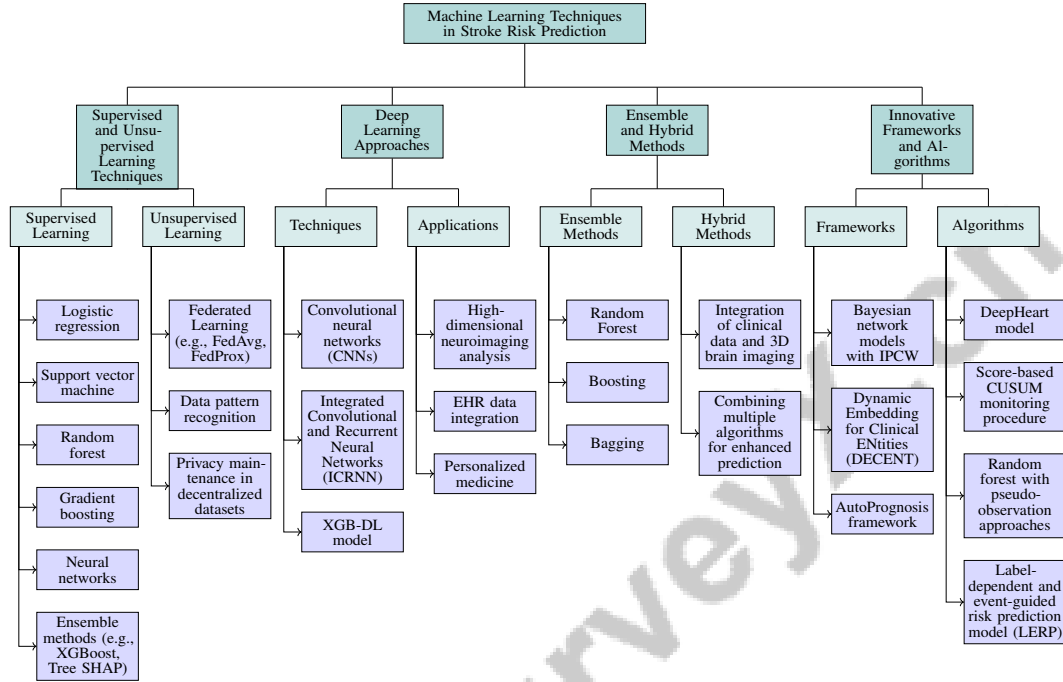 Machine Learning Techniques
in Stroke Risk Prediction
Supervised
and Unsu-
pervised
Learning
Techniques
Deep
Learning
Approaches
Ensemble
and Hybrid
Methods
Innovative
Frameworks
and Al-
gorithms
Supervised
Learning
Unsupervised
Learning
Techniques
Applications
Ensemble
Methods
Hybrid
Methods
Frameworks
Algorithms
Logistic
regression
Support vector
machine
Random
forest
Gradient
boosting
Neural
networks
Ensemble
methods (e.g.,
XGBoost,
Tree SHAP)
Federated
Learning
(e.g., FedAvg,
FedProx)
Data pattern
recognition
Privacy main-
tenance in
decentralized
datasets
Convolutional
neural
networks
(CNNs)
Integrated
Convolutional
and Recurrent
Neural
Networks
(ICRNN)
XGB-DL
model
High-
dimensional
neuroimaging
analysis
EHR data
integration
Personalized
medicine
Random
Forest
Boosting
Bagging
Integration
of clinical
data and 3D
brain imaging
Combining
multiple
algorithms
for enhanced
prediction
Bayesian
network
models
with IPCW
Dynamic
Embedding
for Clinical
ENtities
(DECENT)
AutoPrognosis
framework
DeepHeart
model
Score-based
CUSUM
monitoring
procedure
Random
forest with
pseudo-
observation
approaches
Label-
dependent and
event-guided
risk prediction
model (LERP)